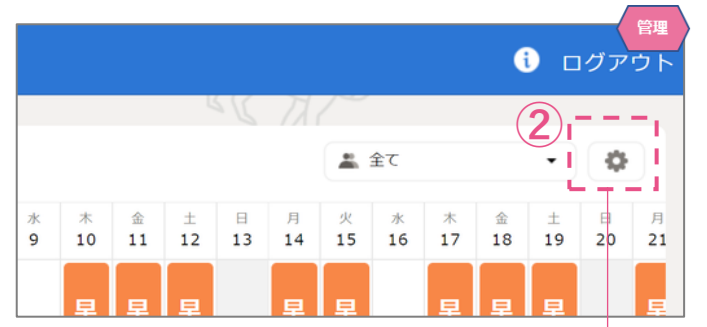 管理
ログアウト
②
全て
水 木 金 土 日 月 火 水 木 金 土 日 月
9 10 11 12 13 14 15 16 17 18 19 20 21
早 早 早 早 早 早 早 早 早